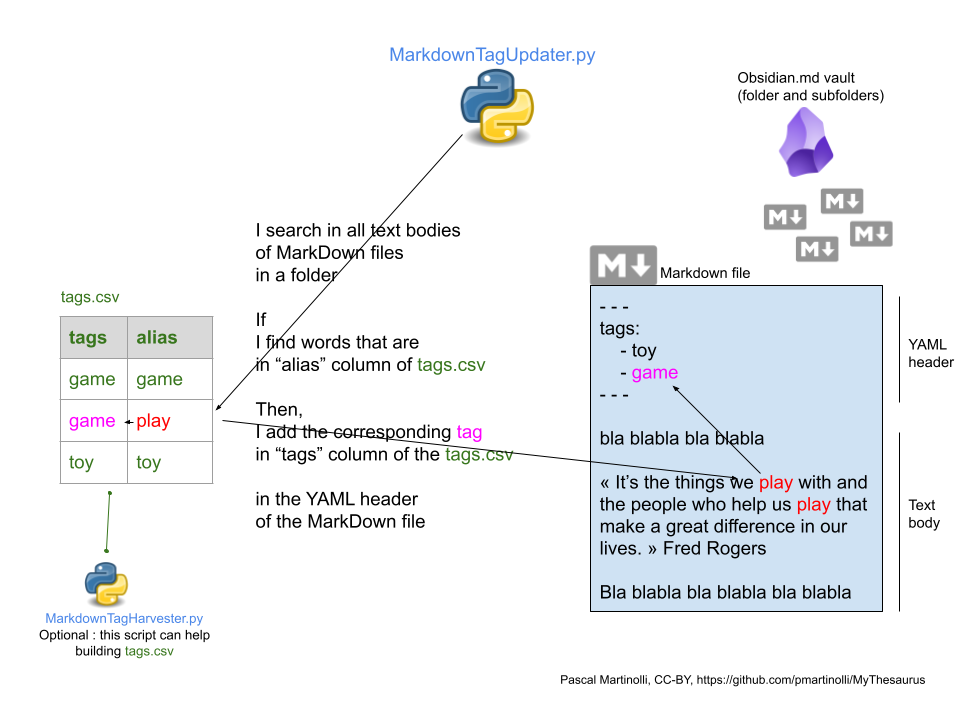 MarkdownTagUpdater.py
Obsidian.md vault
(folder and subfolders)
I search in all text bodies
of MarkDown files
in a folder
If
I find words that are
in “alias” column of tags.csv
Then,
I add the corresponding tag
in “tags” column of the tags.csv
in the YAML header
of the MarkDown file
tags.csv
tags alias
game game
game play
toy toy
MarkdownTagHarvester.py
Optional : this script can help
building tags.csv
M
M
M
M
M
Markdown file
- - -
tags:
- toy
- game
- - -
bla blabla bla blabla
« It’s the things we play with and
the people who help us play that
make a great difference in our
lives. » Fred Rogers
Bla blabla bla blabla bla blabla
YAML
header
Text
body
Pascal Martinolli, CC-BY, https://github.com/pmartinolli/MyThesaurus